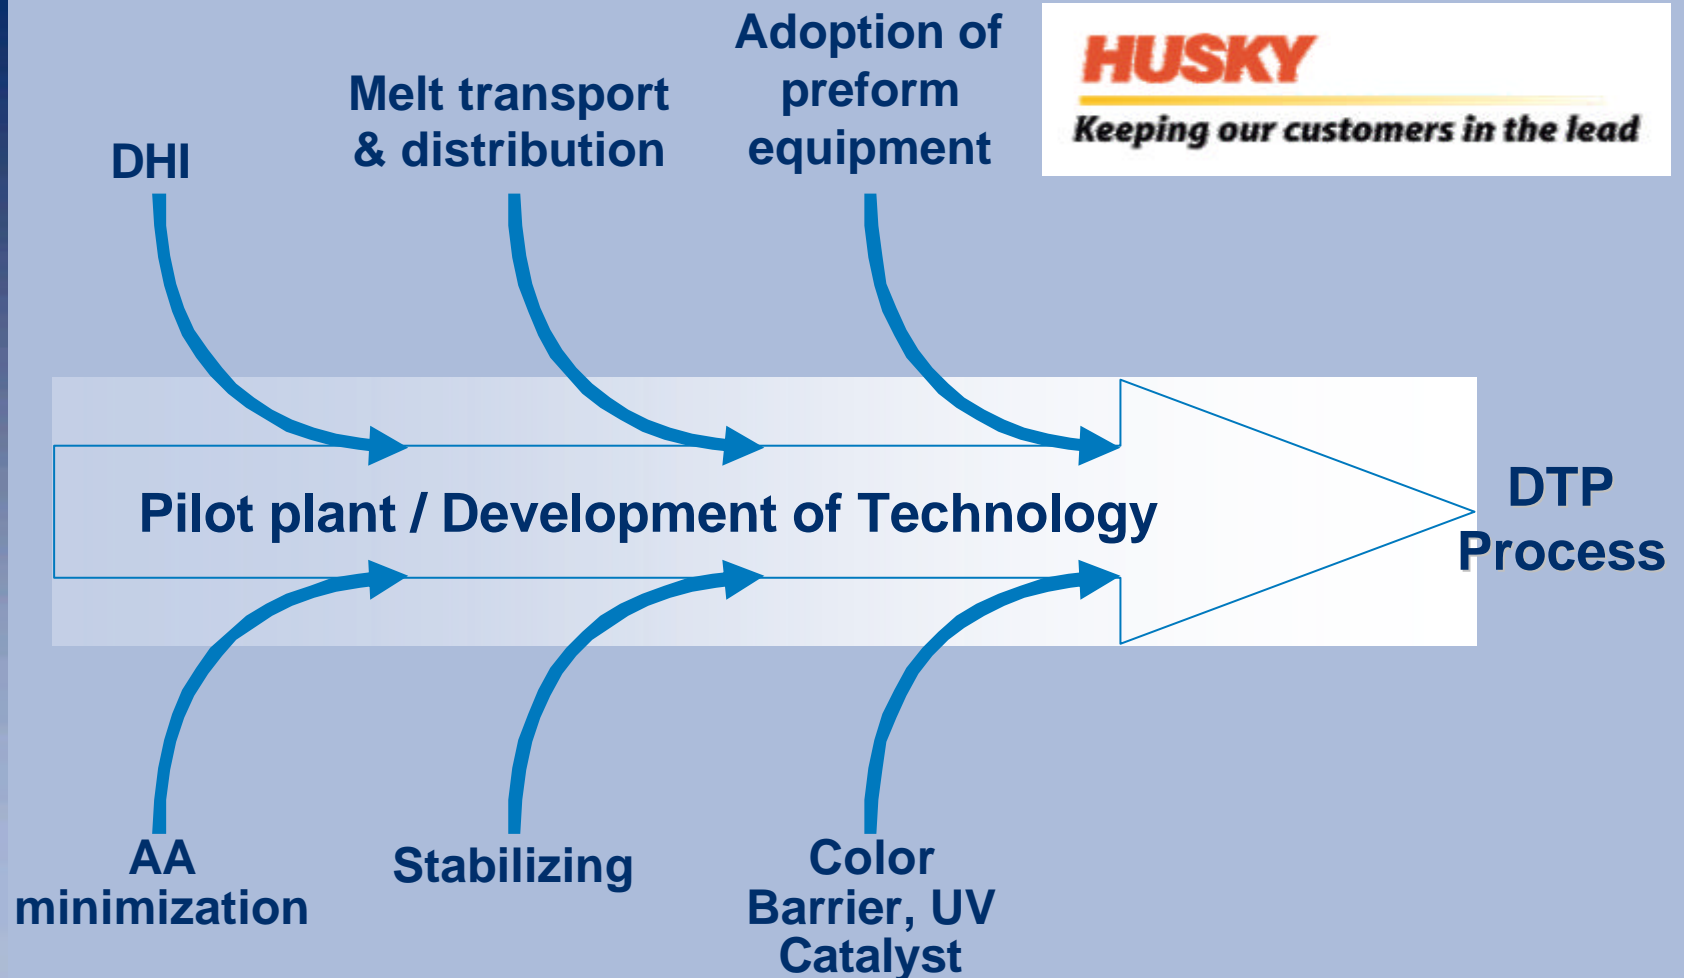 DHI
Melt transport
& distribution
Adoption of
preform
equipment
HUSKY
Keeping our customers in the lead
Pilot plant / Development of Technology
DTP
Process
AA
minimization
Stabilizing
Color
Barrier, UV
Catalyst